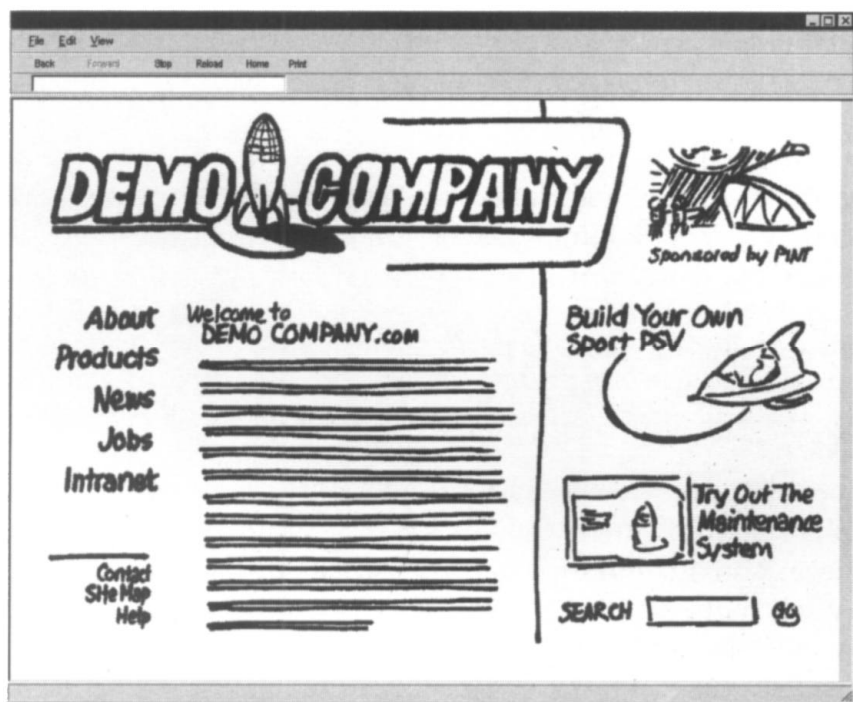 File Edit View
Back Forward Stop Reload Home Print
DEMO COMPANY
Sponsored by PINT
About
Products
News
Jobs
Intranet
Contact
Site Map
Help
Welcome to
DEMO COMPANY.com
Build Your Own
Sport PSV
Try Out The
Maintenance
System
SEARCH GO